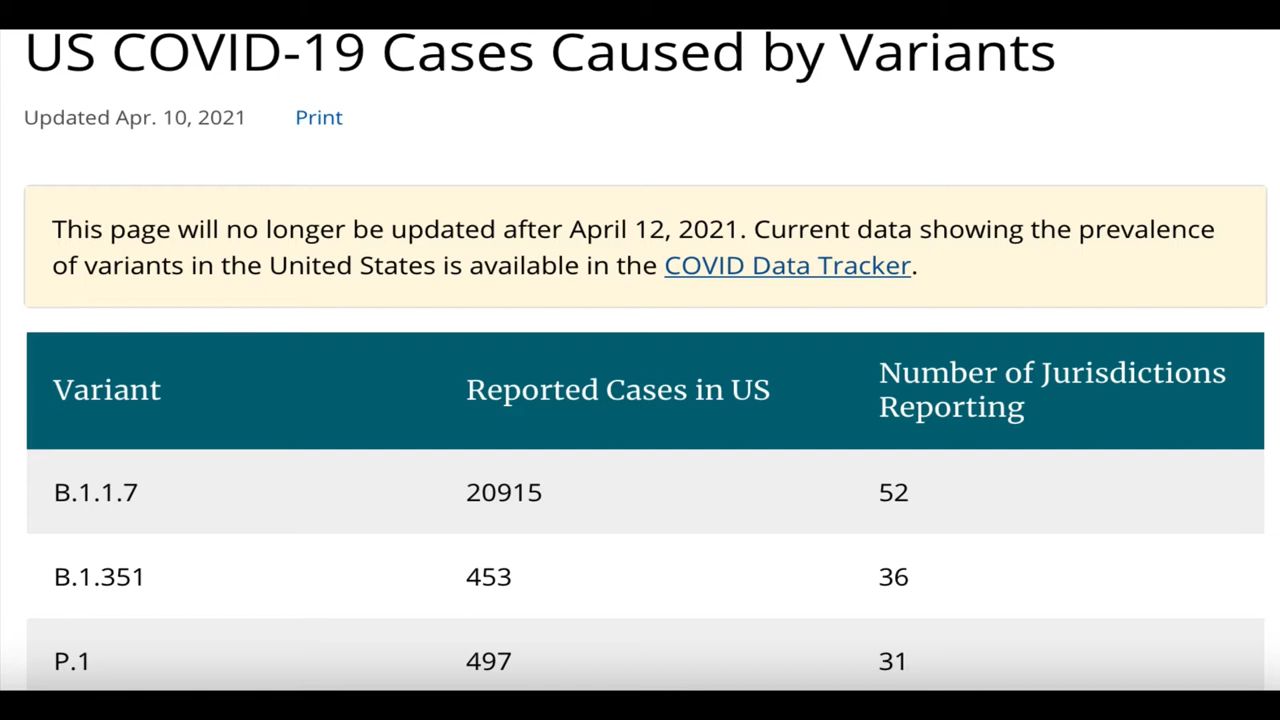 US COVID-19 Cases Caused by Variants
Updated Apr. 10, 2021 Print
This page will no longer be updated after April 12, 2021. Current data showing the prevalence
of variants in the United States is available in the COVID Data Tracker.
Variant Reported Cases in US Number of Jurisdictions Reporting
B.1.1.7 20915 52
B.1.351 453 36
P.1 497 31